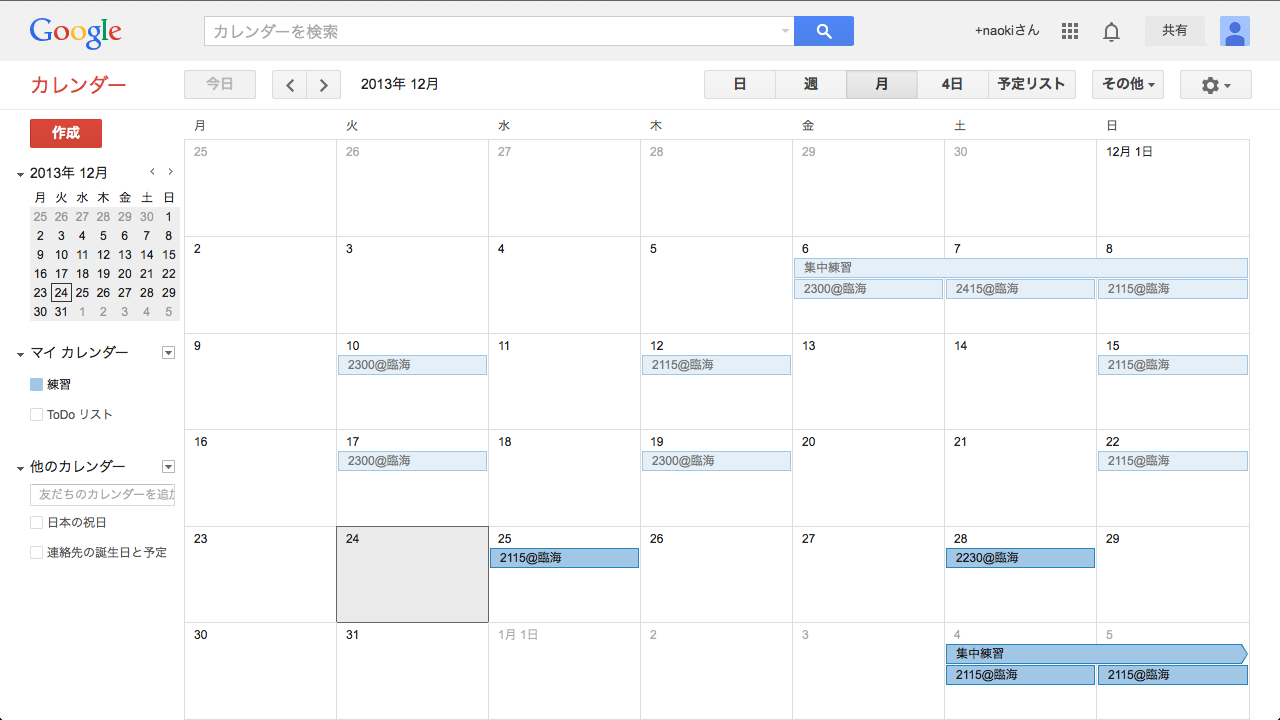 Google カレンダーを検索 +naokiさん 共有
カレンダー 今日 2013年 12月 日 週 月 4日 予定リスト その他
作成
2013年 12月
月 火 水 木 金 土 日
25 26 27 28 29 30 1
2 3 4 5 6 7 8
9 10 11 12 13 14 15
16 17 18 19 20 21 22
23 24 25 26 27 28 29
30 31 1 2 3 4 5
マイ カレンダー
練習
ToDo リスト
他のカレンダー
友だちのカレンダーを追
日本の祝日
連絡先の誕生日と予定
月 火 水 木 金 土 日
25 26 27 28 29 30 12月 1日
2 3 4 5 6 7 8
集中練習
2300@臨海 2415@臨海 2115@臨海
9 10 11 12 13 14 15
2300@臨海 2115@臨海 2115@臨海
16 17 18 19 20 21 22
2300@臨海 2300@臨海 2115@臨海
23 24 25 26 27 28 29
2115@臨海 2230@臨海
30 31 1月 1日 2 3 4 5
集中練習
2115@臨海 2115@臨海